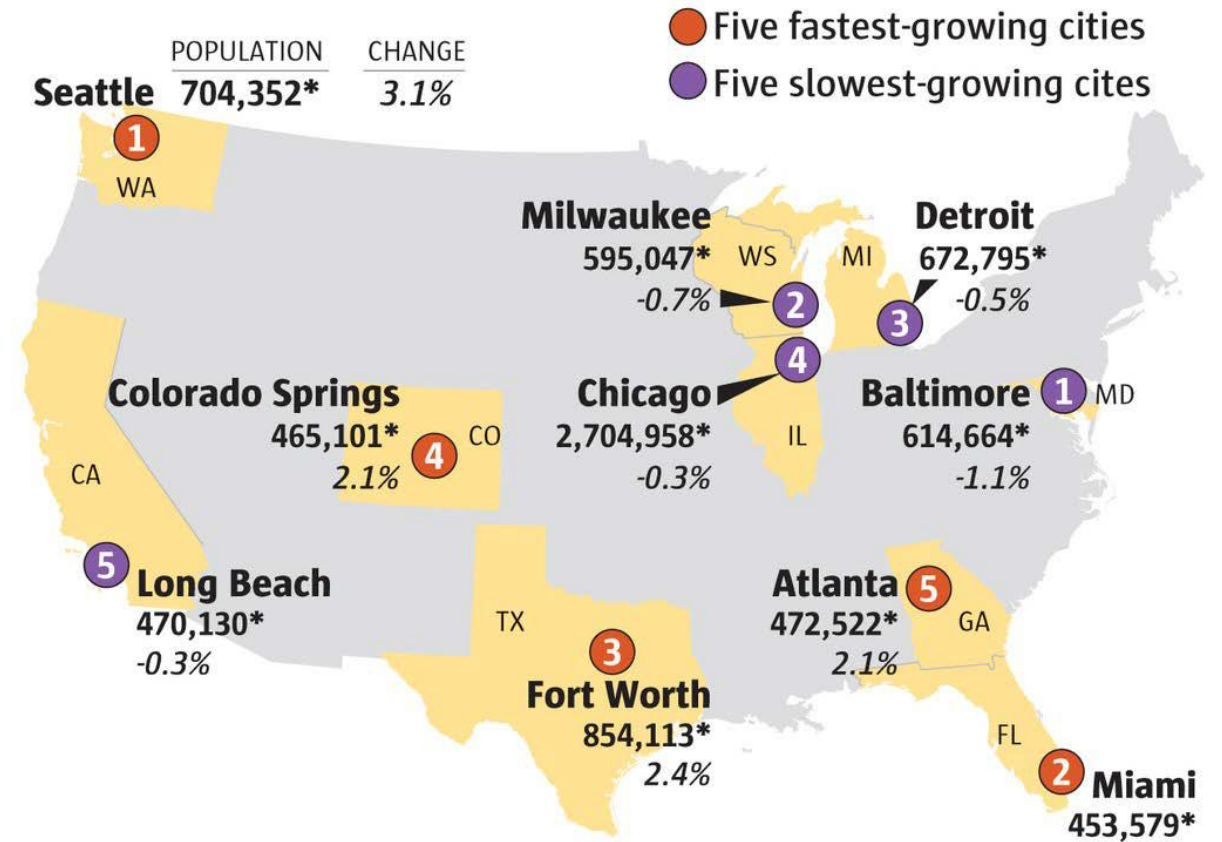 Five fastest-growing cities
Five slowest-growing cites
POPULATION CHANGE
Seattle 704,352* 3.1%
1
WA
Milwaukee
595,047*
-0.7%
WS
2
MI
Detroit
672,795*
-0.5%
3
4
Chicago
2,704,958*
-0.3%
IL
Baltimore
614,664*
-1.1%
1
MD
Colorado Springs
465,101*
2.1%
4
CO
CA
5
Long Beach
470,130*
-0.3%
TX
3
Fort Worth
854,113*
2.4%
Atlanta
472,522*
2.1%
5
GA
FL
2
Miami
453,579*